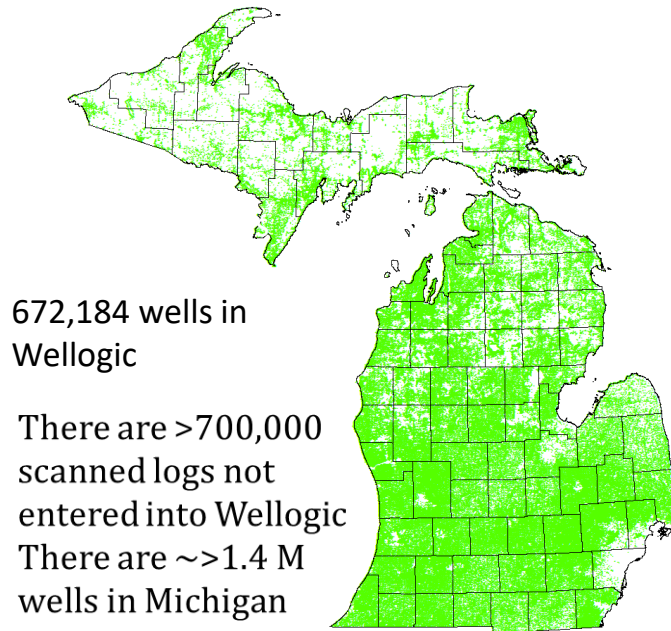 672,184 wells in
Wellogic
There are >700,000
scanned logs not
entered into Wellogic
There are ~>1.4 M
wells in Michigan